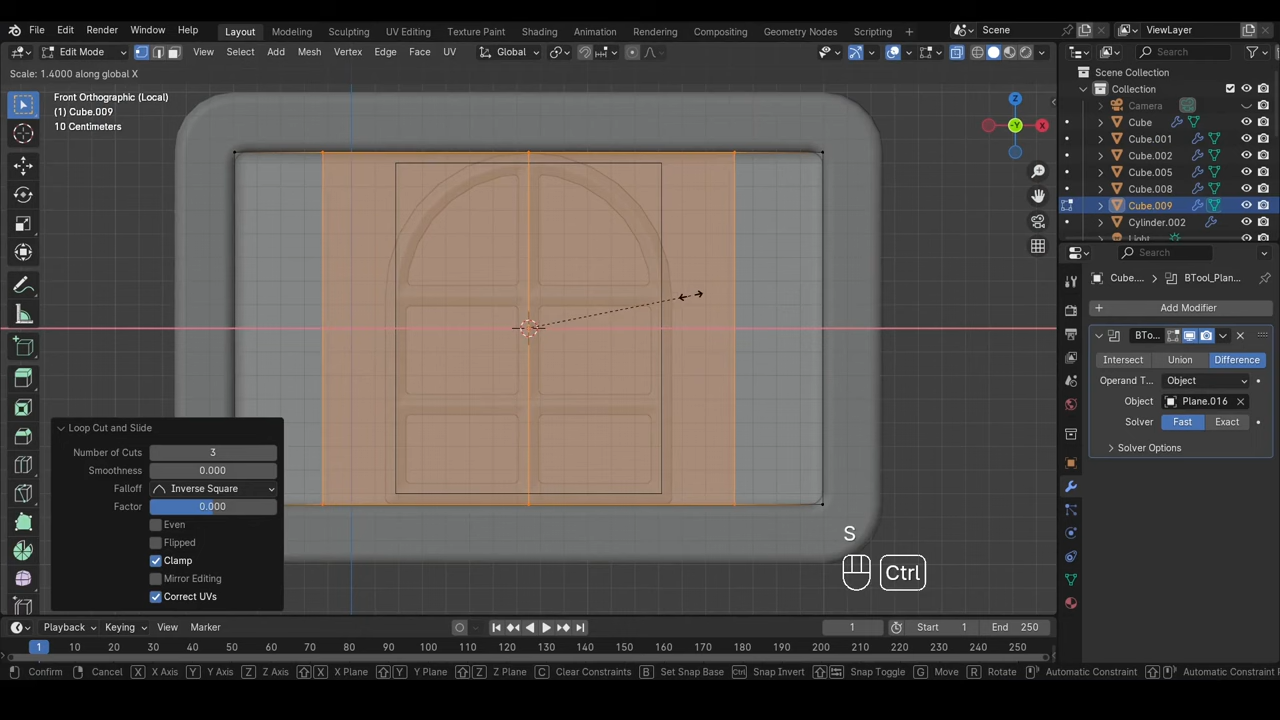 File Edit Render Window Help Layout Modeling Sculpting UV Editing Texture Paint Shading Animation Rendering Compositing Geometry Nodes Scripting Scene ViewLayer
Edit Mode View Select Add Mesh Vertex Edge Face UV Global Search
Scale: 1.4000 along global X
Front Orthographic (Local)
(1) Cube.009
10 Centimeters
Z
-Y
X
Scene Collection
Collection
Camera
Cube
Cube.001
Cube.002
Cube.005
Cube.008
Cube.009
Cylinder.002
Light
Search
Cube.... BTool_Plan...
Add Modifier
BTo...
Intersect Union Difference
Operand T... Object
Object Plane.016
Solver Fast Exact
Solver Options
Loop Cut and Slide
Number of Cuts 3
Smoothness 0.000
Falloff Inverse Square
Factor 0.000
Even
Flipped
Clamp
Mirror Editing
Correct UVs
S
Ctrl
Playback Keying View Marker 1 Start 1 End 250
1 10 20 30 40 50 60 70 80 90 100 110 120 130 140 150 160 170 180 190 200 210 220 230 240 250
Confirm Cancel X X Axis Y Y Axis Z Z Axis X X Plane Y Y Plane Z Z Plane C Clear Constraints B Set Snap Base Ctrl Snap Invert Snap Toggle G Move R Rotate Automatic Constraint Automatic Constraint